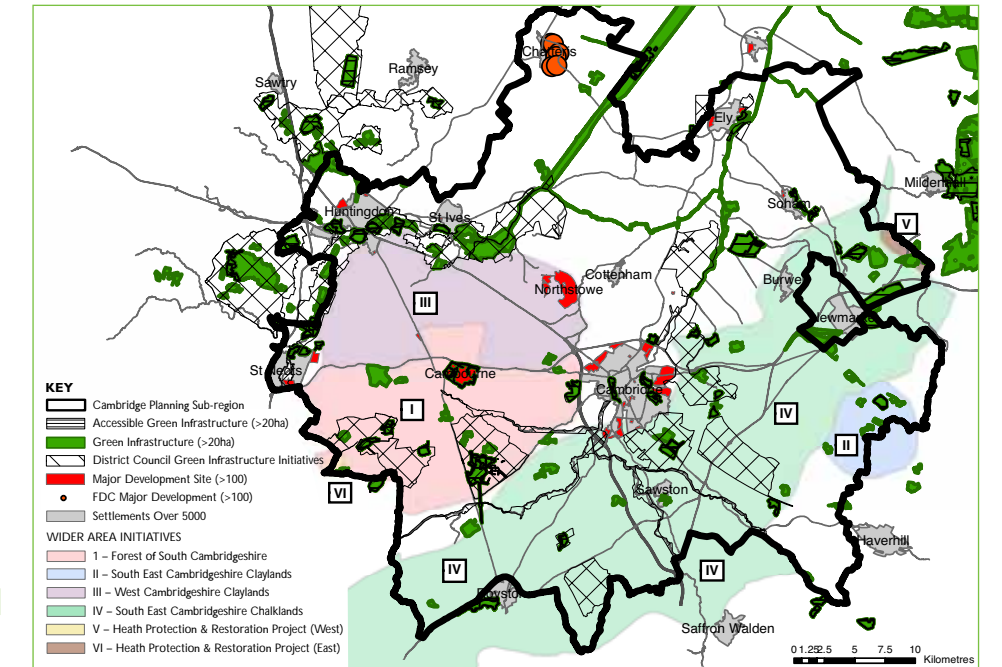 Chatteris
Sawtry
Ramsey
Ely
Mildenhall
Soham
V
Huntingdon
St Ives
Cottenham
Burwell
Northstowe
III
Newmarket
St Neots
Cambourne
Cambridge
I
IV
II
VI
Sawston
Haverhill
IV
IV
Royston
Saffron Walden
KEY
Cambridge Planning Sub-region
Accessible Green Infrastructure (>20ha)
Green Infrastructure (>20ha)
District Council Green Infrastructure Initiatives
Major Development Site (>100)
FDC Major Development (>100)
Settlements Over 5000
WIDER AREA INITIATIVES
1 – Forest of South Cambridgeshire
II – South East Cambridgeshire Claylands
III – West Cambridgeshire Claylands
IV – South East Cambridgeshire Chalklands
V – Heath Protection & Restoration Project (West)
VI – Heath Protection & Restoration Project (East)
0 1.25 2.5 5 7.5 10
Kilometres